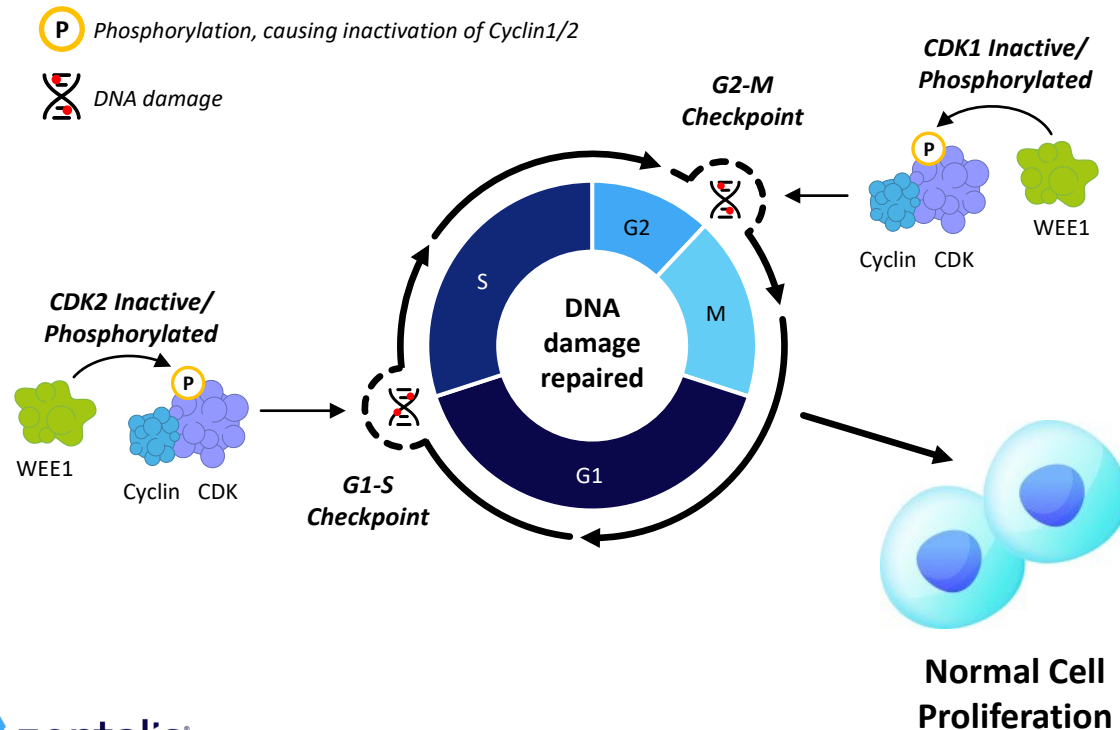 P
Phosphorylation, causing inactivation of Cyclin1/2
DNA damage
G2-M
Checkpoint
CDK1 Inactive/
Phosphorylated
P
WEE1
Cyclin CDK
CDK2 Inactive/
Phosphorylated
P
WEE1
Cyclin CDK
G1-S
Checkpoint
S
G2
M
G1
DNA
damage
repaired
Normal Cell
Proliferation